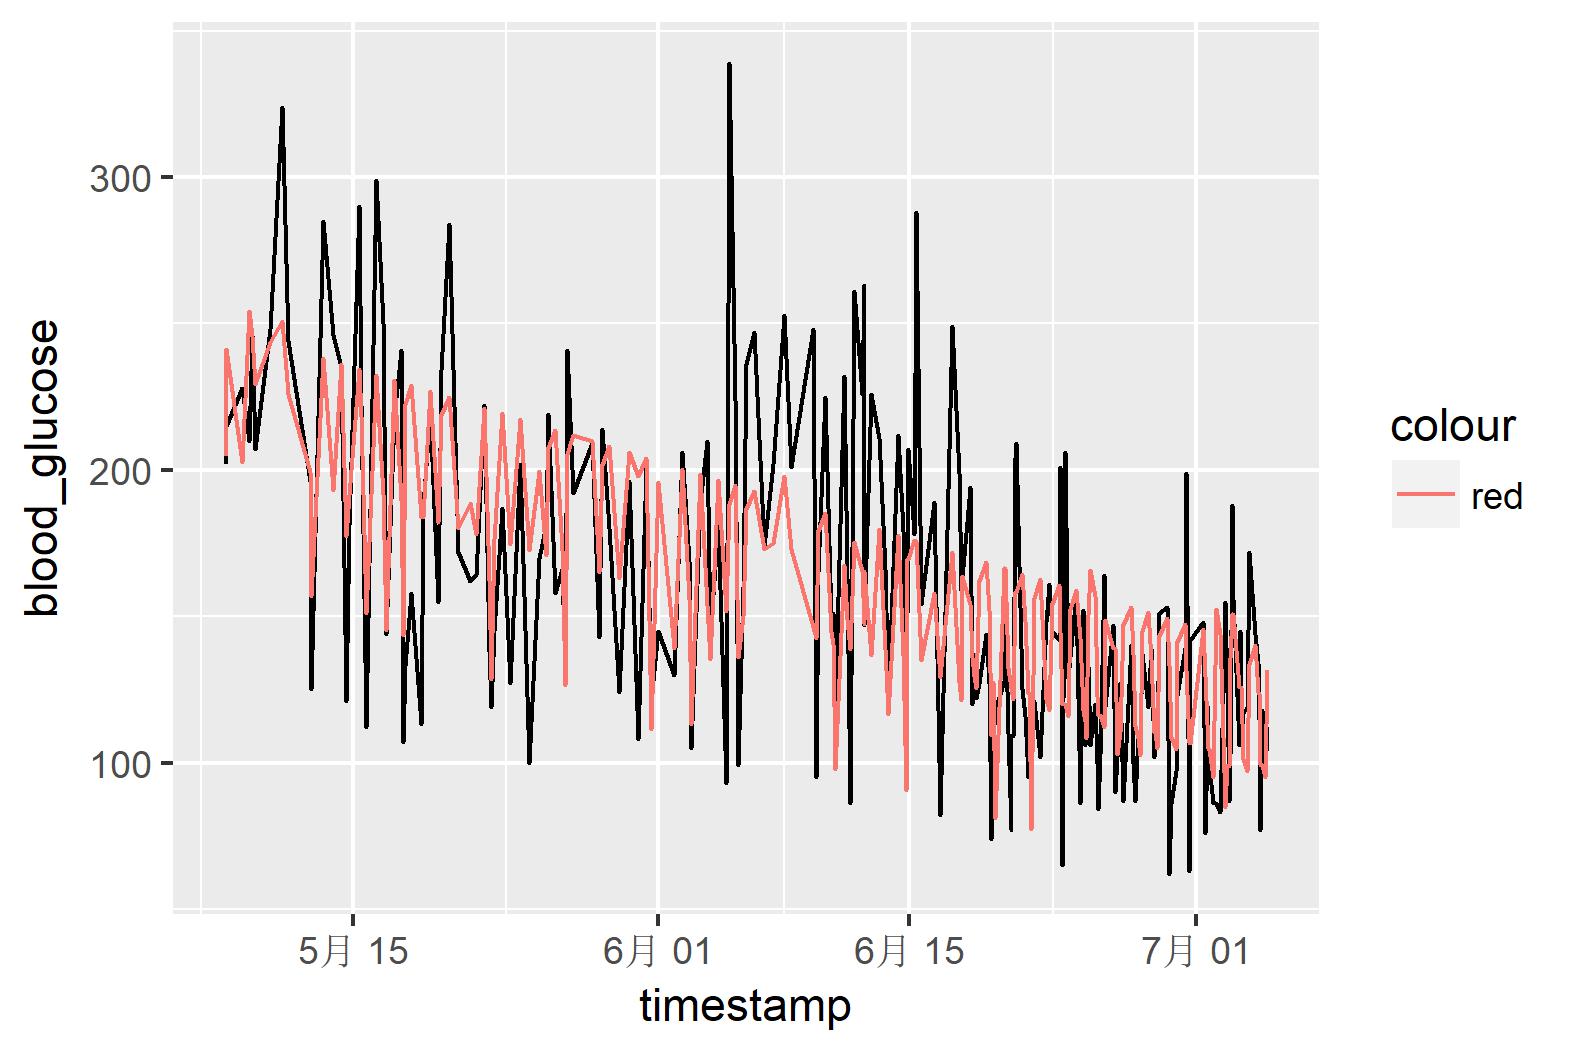 blood_glucose
300
200
100
5月 15
6月 01
6月 15
7月 01
timestamp
colour
red